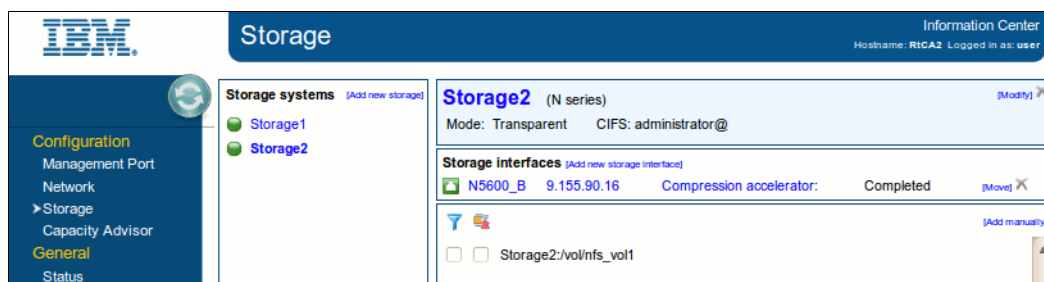 IBM.
Storage
Information Center
Hostname: RtCA2 Logged in as: user
Configuration
Management Port
Network
Storage
Capacity Advisor
General
Status
Storage systems [Add new storage]
Storage1
Storage2
Storage2 (N series) [Modify]
Mode: Transparent CIFS: administrator@
Storage interfaces [Add new storage interface]
N5600_B 9.155.90.16 Compression accelerator: Completed [Move]
[Add manually
Storage2:/vol/nfs_vol1